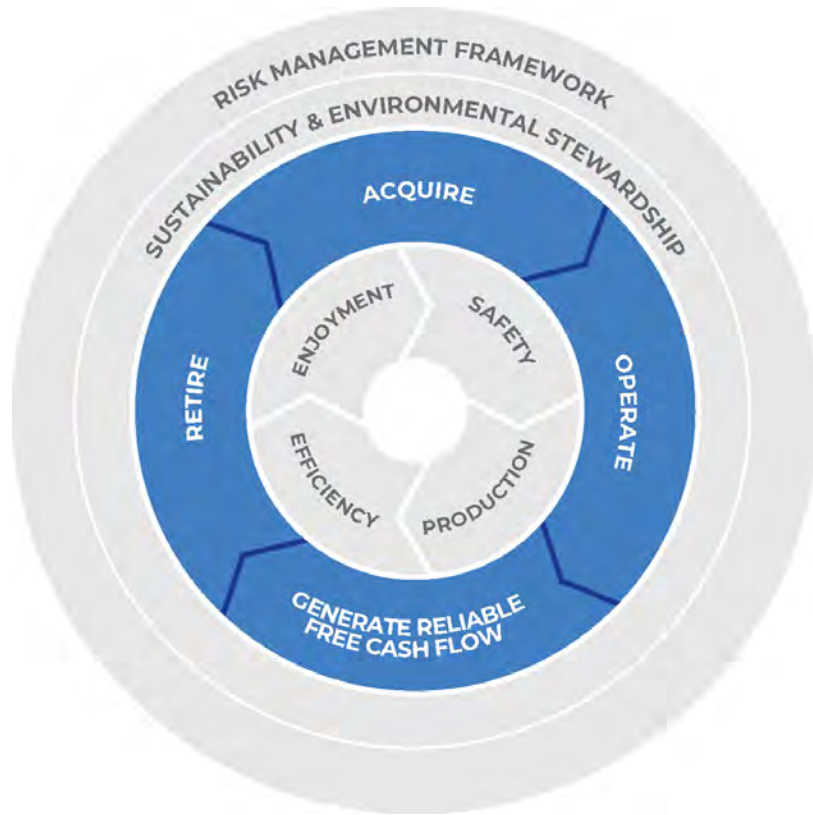 RISK MANAGEMENT FRAMEWORK
SUSTAINABILITY & ENVIRONMENTAL STEWARDSHIP
ACQUIRE
OPERATE
GENERATE RELIABLE
FREE CASH FLOW
RETIRE
ENJOYMENT
SAFETY
PRODUCTION
EFFICIENCY